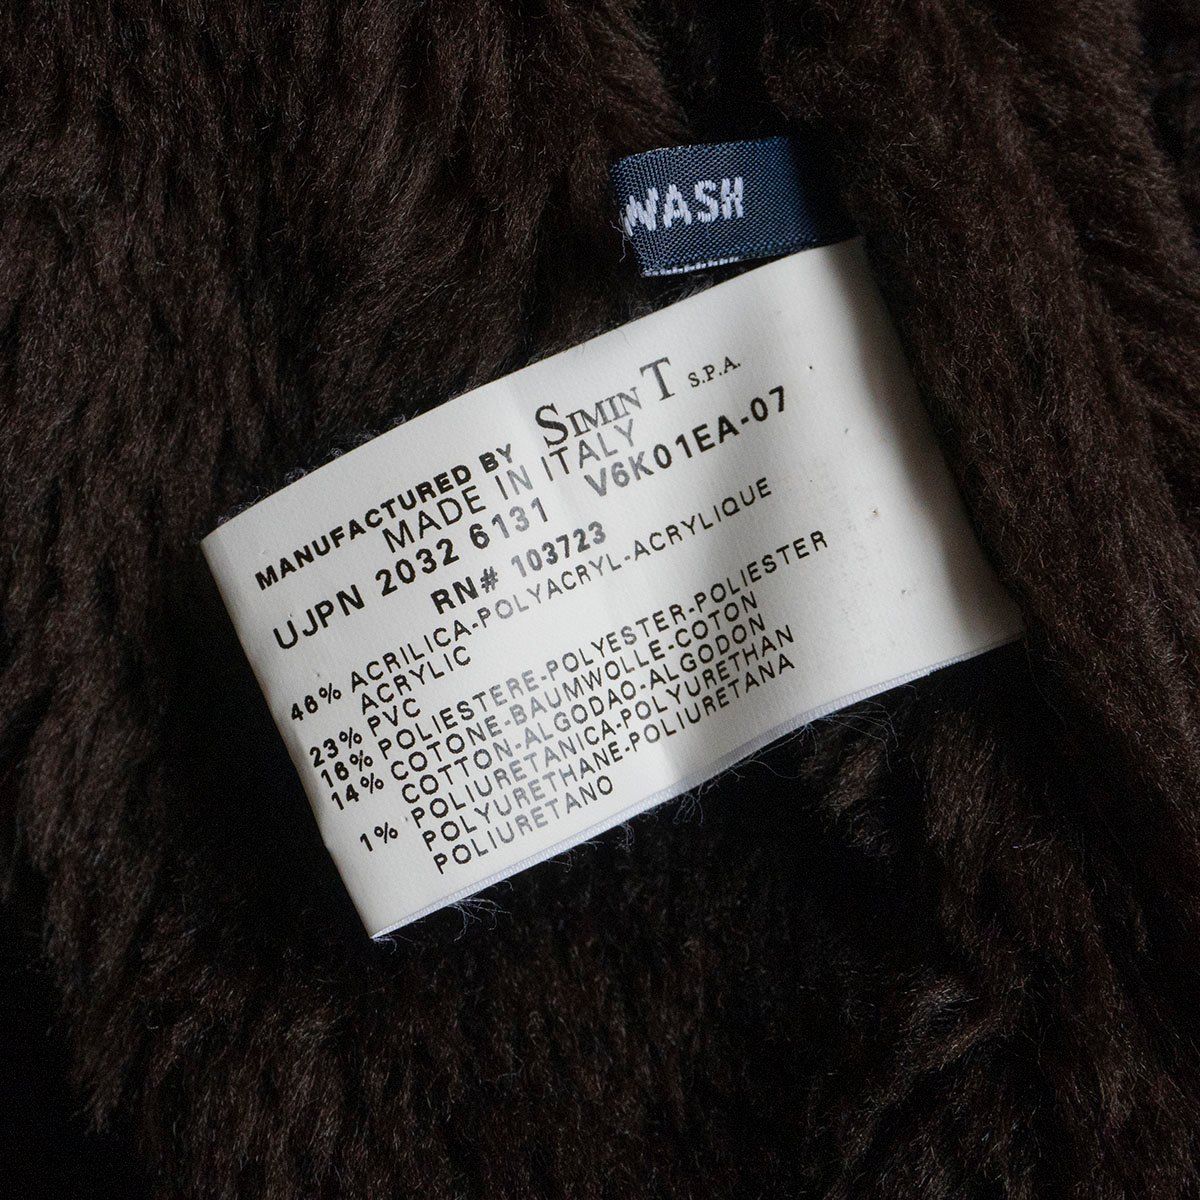 WASH
MANUFACTURED BY SIMIN T S.P.A.
MADE IN ITALY
UJPN 2032 6131 V6K01EA-07
RN# 103723
46% ACRILICA-POLYACRYL-ACRYLIQUE
ACRYLIC
23% PVC
16% POLIESTERE-POLYESTER-POLIESTER
14% COTONE-BAUMWOLLE-COTON
COTTON-ALGODAO-ALGODON
1% POLIURETANICA-POLYURETHAN
POLYURETHANE-POLIURETANA
POLIURETANO